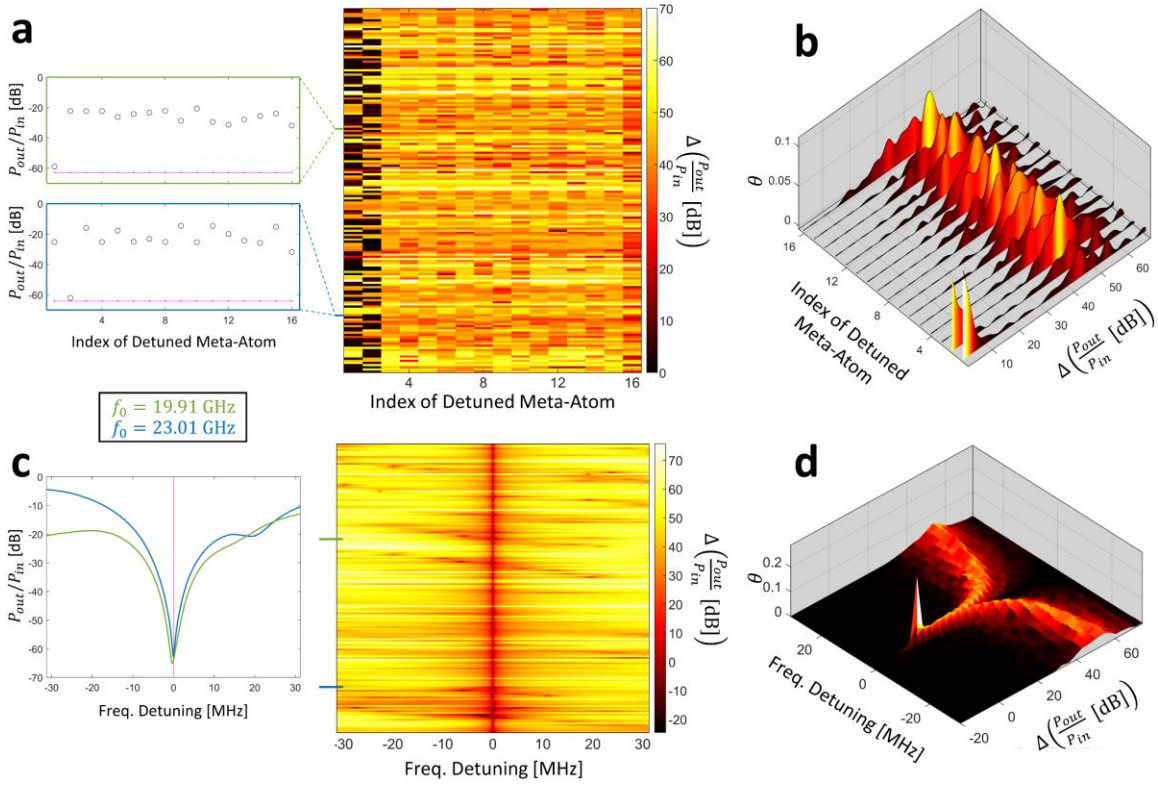 a
P_out/P_in [dB]
0
-20
-40
-60
P_out/P_in [dB]
0
-20
-40
-60
4 8 12 16
Index of Detuned Meta-Atom
4 6 8 10 12 14 16
Index of Detuned Meta-Atom
70
60
50
40
30
20
10
0
Δ(P_out/P_in [dB])
b
θ
0.1
0.05
0
16
12
8
4
Index of Detuned
Meta-Atom
10 20 30 40 50 60
Δ(P_out/P_in [dB])
f_0 = 19.91 GHz
f_0 = 23.01 GHz
c
P_out/P_in [dB]
0
-10
-20
-30
-40
-50
-60
-70
-30 -20 -10 0 10 20 30
Freq. Detuning [MHz]
-30 -20 -10 0 10 20 30
Freq. Detuning [MHz]
70
60
50
40
30
20
10
0
-10
-20
Δ(P_out/P_in [dB])
d
θ
0.2
0.1
0
20
0
-20
Freq. Detuning [MHz]
-20 0 20 40 60
Δ(P_out/P_in [dB])